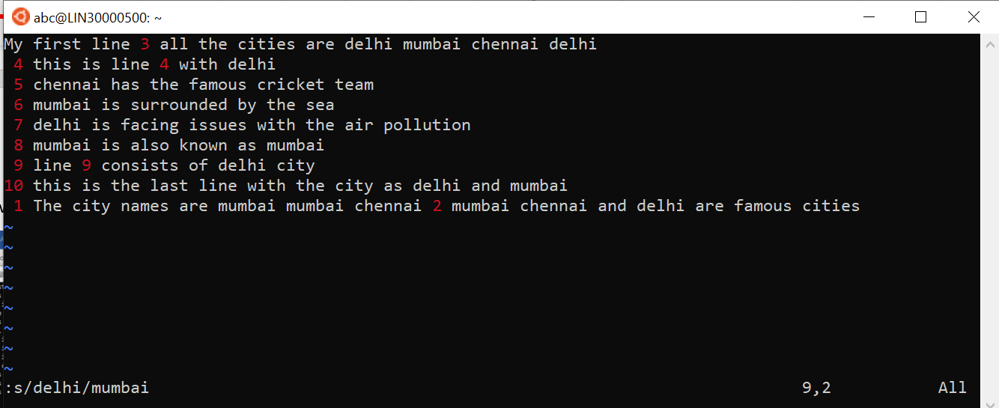 abc@LIN30000500: ~
My first line 3 all the cities are delhi mumbai chennai delhi
4 this is line 4 with delhi
5 chennai has the famous cricket team
6 mumbai is surrounded by the sea
7 delhi is facing issues with the air pollution
8 mumbai is also known as mumbai
9 line 9 consists of delhi city
10 this is the last line with the city as delhi and mumbai
1 The city names are mumbai mumbai chennai 2 mumbai chennai and delhi are famous cities
~
~
~
~
~
~
~
~
:s/delhi/mumbai 9,2 All